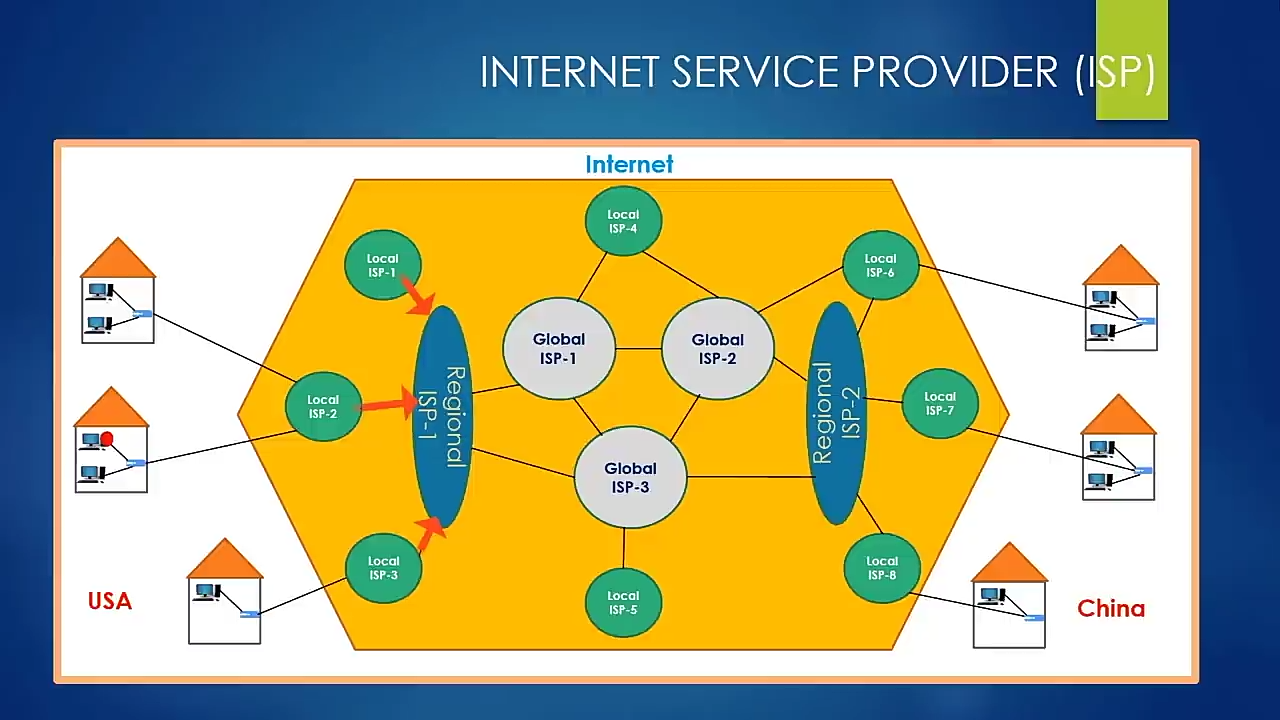 INTERNET SERVICE PROVIDER (ISP)
Internet
Local
ISP-4
Local
ISP-1
Local
ISP-6
Global
ISP-1
Global
ISP-2
Local
ISP-2
Regional
ISP-1
Regional
ISP-2
Local
ISP-7
Global
ISP-3
Local
ISP-3
Local
ISP-8
Local
ISP-5
USA
China